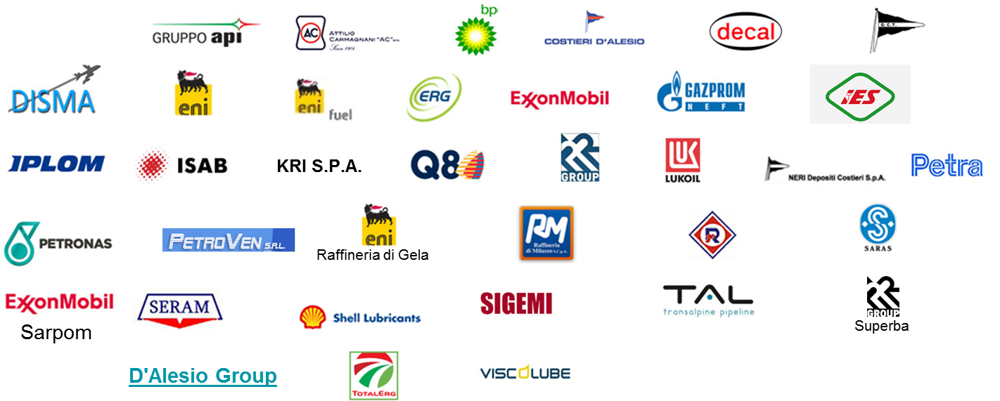 GRUPPO api
AC
ATTILIO
CARMAGNANI "AC" spa
Since 1904
bp
COSTIERI D'ALESIO
decal
D.C.T.
DISMA
eni
eni
fuel
ERG
ExxonMobil
GAZPROM
NEFT
iES
IPLOM
ISAB
KRI S.P.A.
Q8
GROUP
LUK
LUKOIL
NERI Depositi Costieri S.p.A.
Petra
PETRONAS
PETROVEN S.R.L.
eni
Raffineria di Gela
RM
Raffineria
di Milazzo S.C.p.A.
R
S
SARAS
ExxonMobil
Sarpom
SERAM
Shell Lubricants
SIGEMI
TAL
transalpine pipeline
GROUP
Superba
D'Alesio Group
TOTALERG
VISCOLUBE